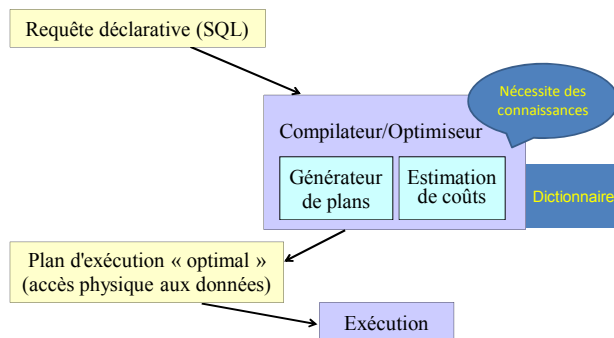 Requête déclarative (SQL)
Nécessite des
connaissances
Compilateur/Optimiseur
Générateur
de plans
Estimation
de coûts
Dictionnaire
Plan d'exécution « optimal »
(accès physique aux données)
Exécution